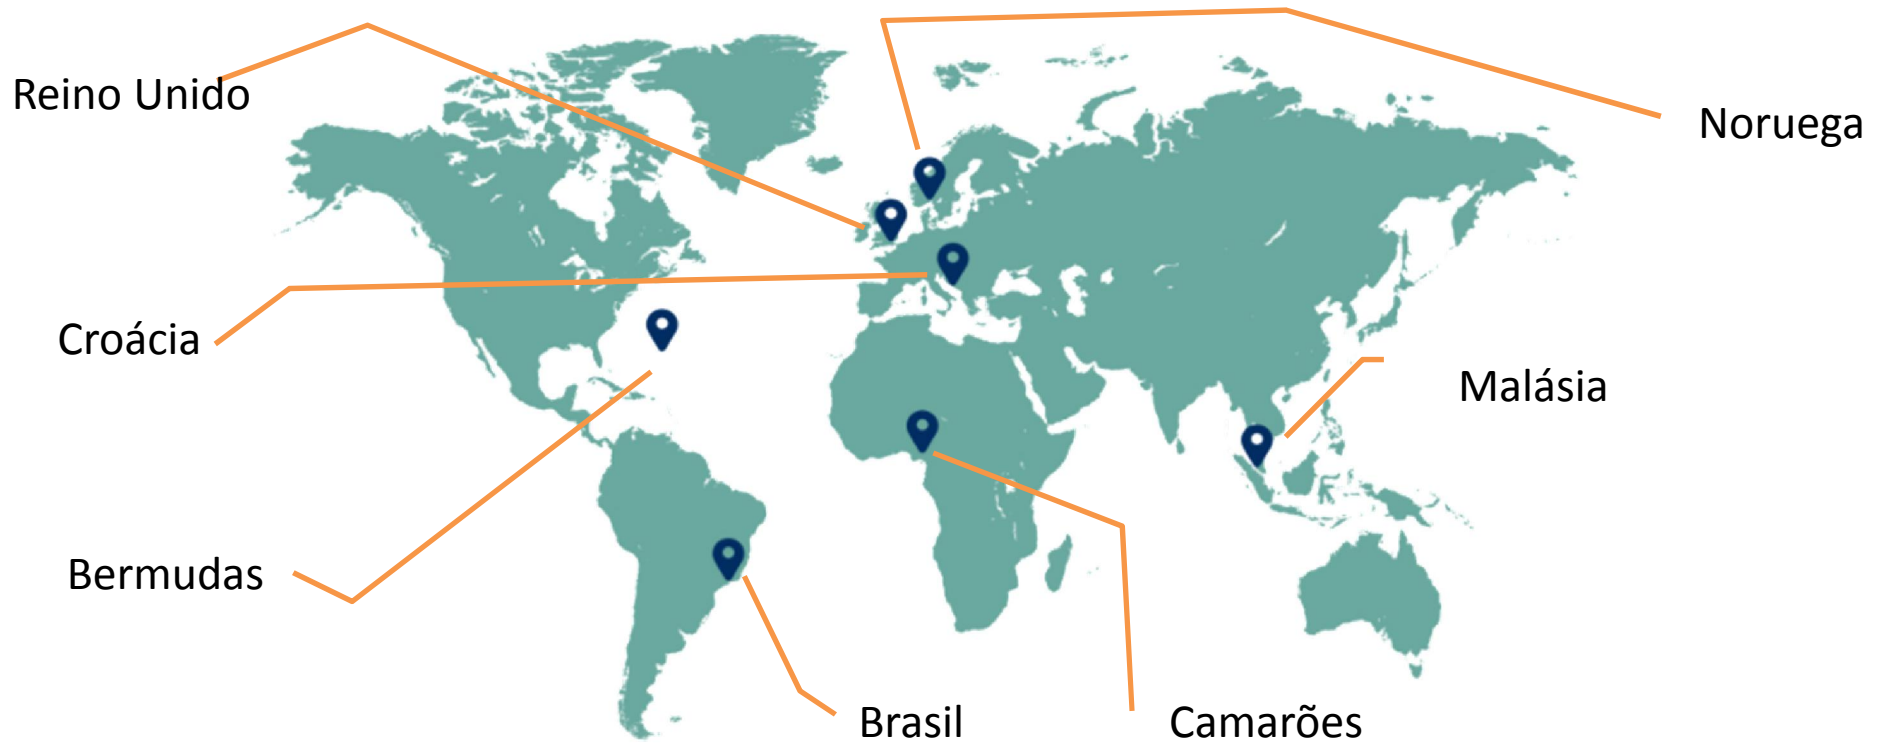 Reino Unido
Noruega
Croácia
Malásia
Bermudas
Brasil
Camarões